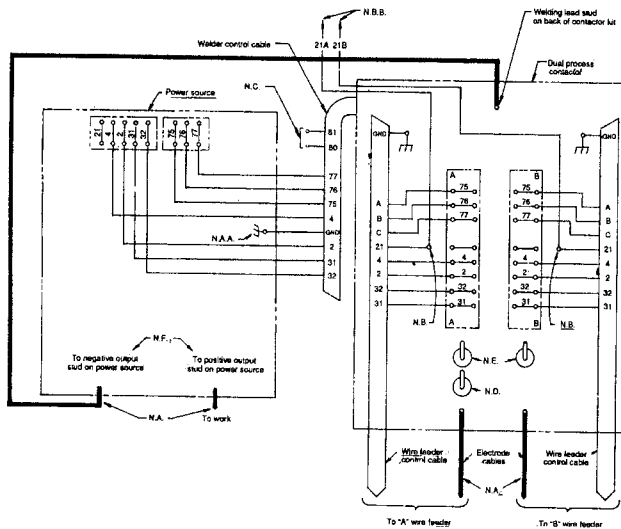 N.B.B.
21A 21B
Welding lead stud
on back of contactor kit
Welder control cable
Dual process
contactor
Power source
N.C.
21
4
2
31
32
75
76
77
81
80
77
76
75
4
GND
2
31
32
N.A.A.
GND
A
B
C
21
4
2
32
31
A
75
76
77
4
2
32
31
A
B
75
76
77
4
2
32
31
B
GND
A
B
C
21
4
2
32
31
N.B.
N.B.
N.E.
N.D.
N.F.
To negative output
stud on power source
To positive output
stud on power source
N.A.
To work
Wire feeder
control cable
Electrode
cables
N.A.
Wire feeder
control cable
To "A" wire feeder
To "B" wire feeder